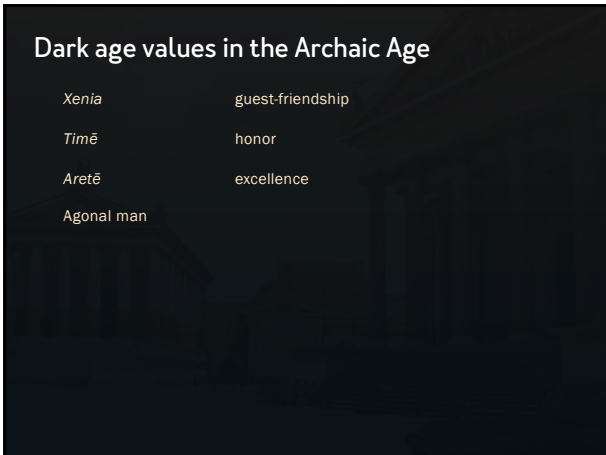 Dark age values in the Archaic Age
Xenia guest-friendship
Timē honor
Aretē excellence
Agonal man